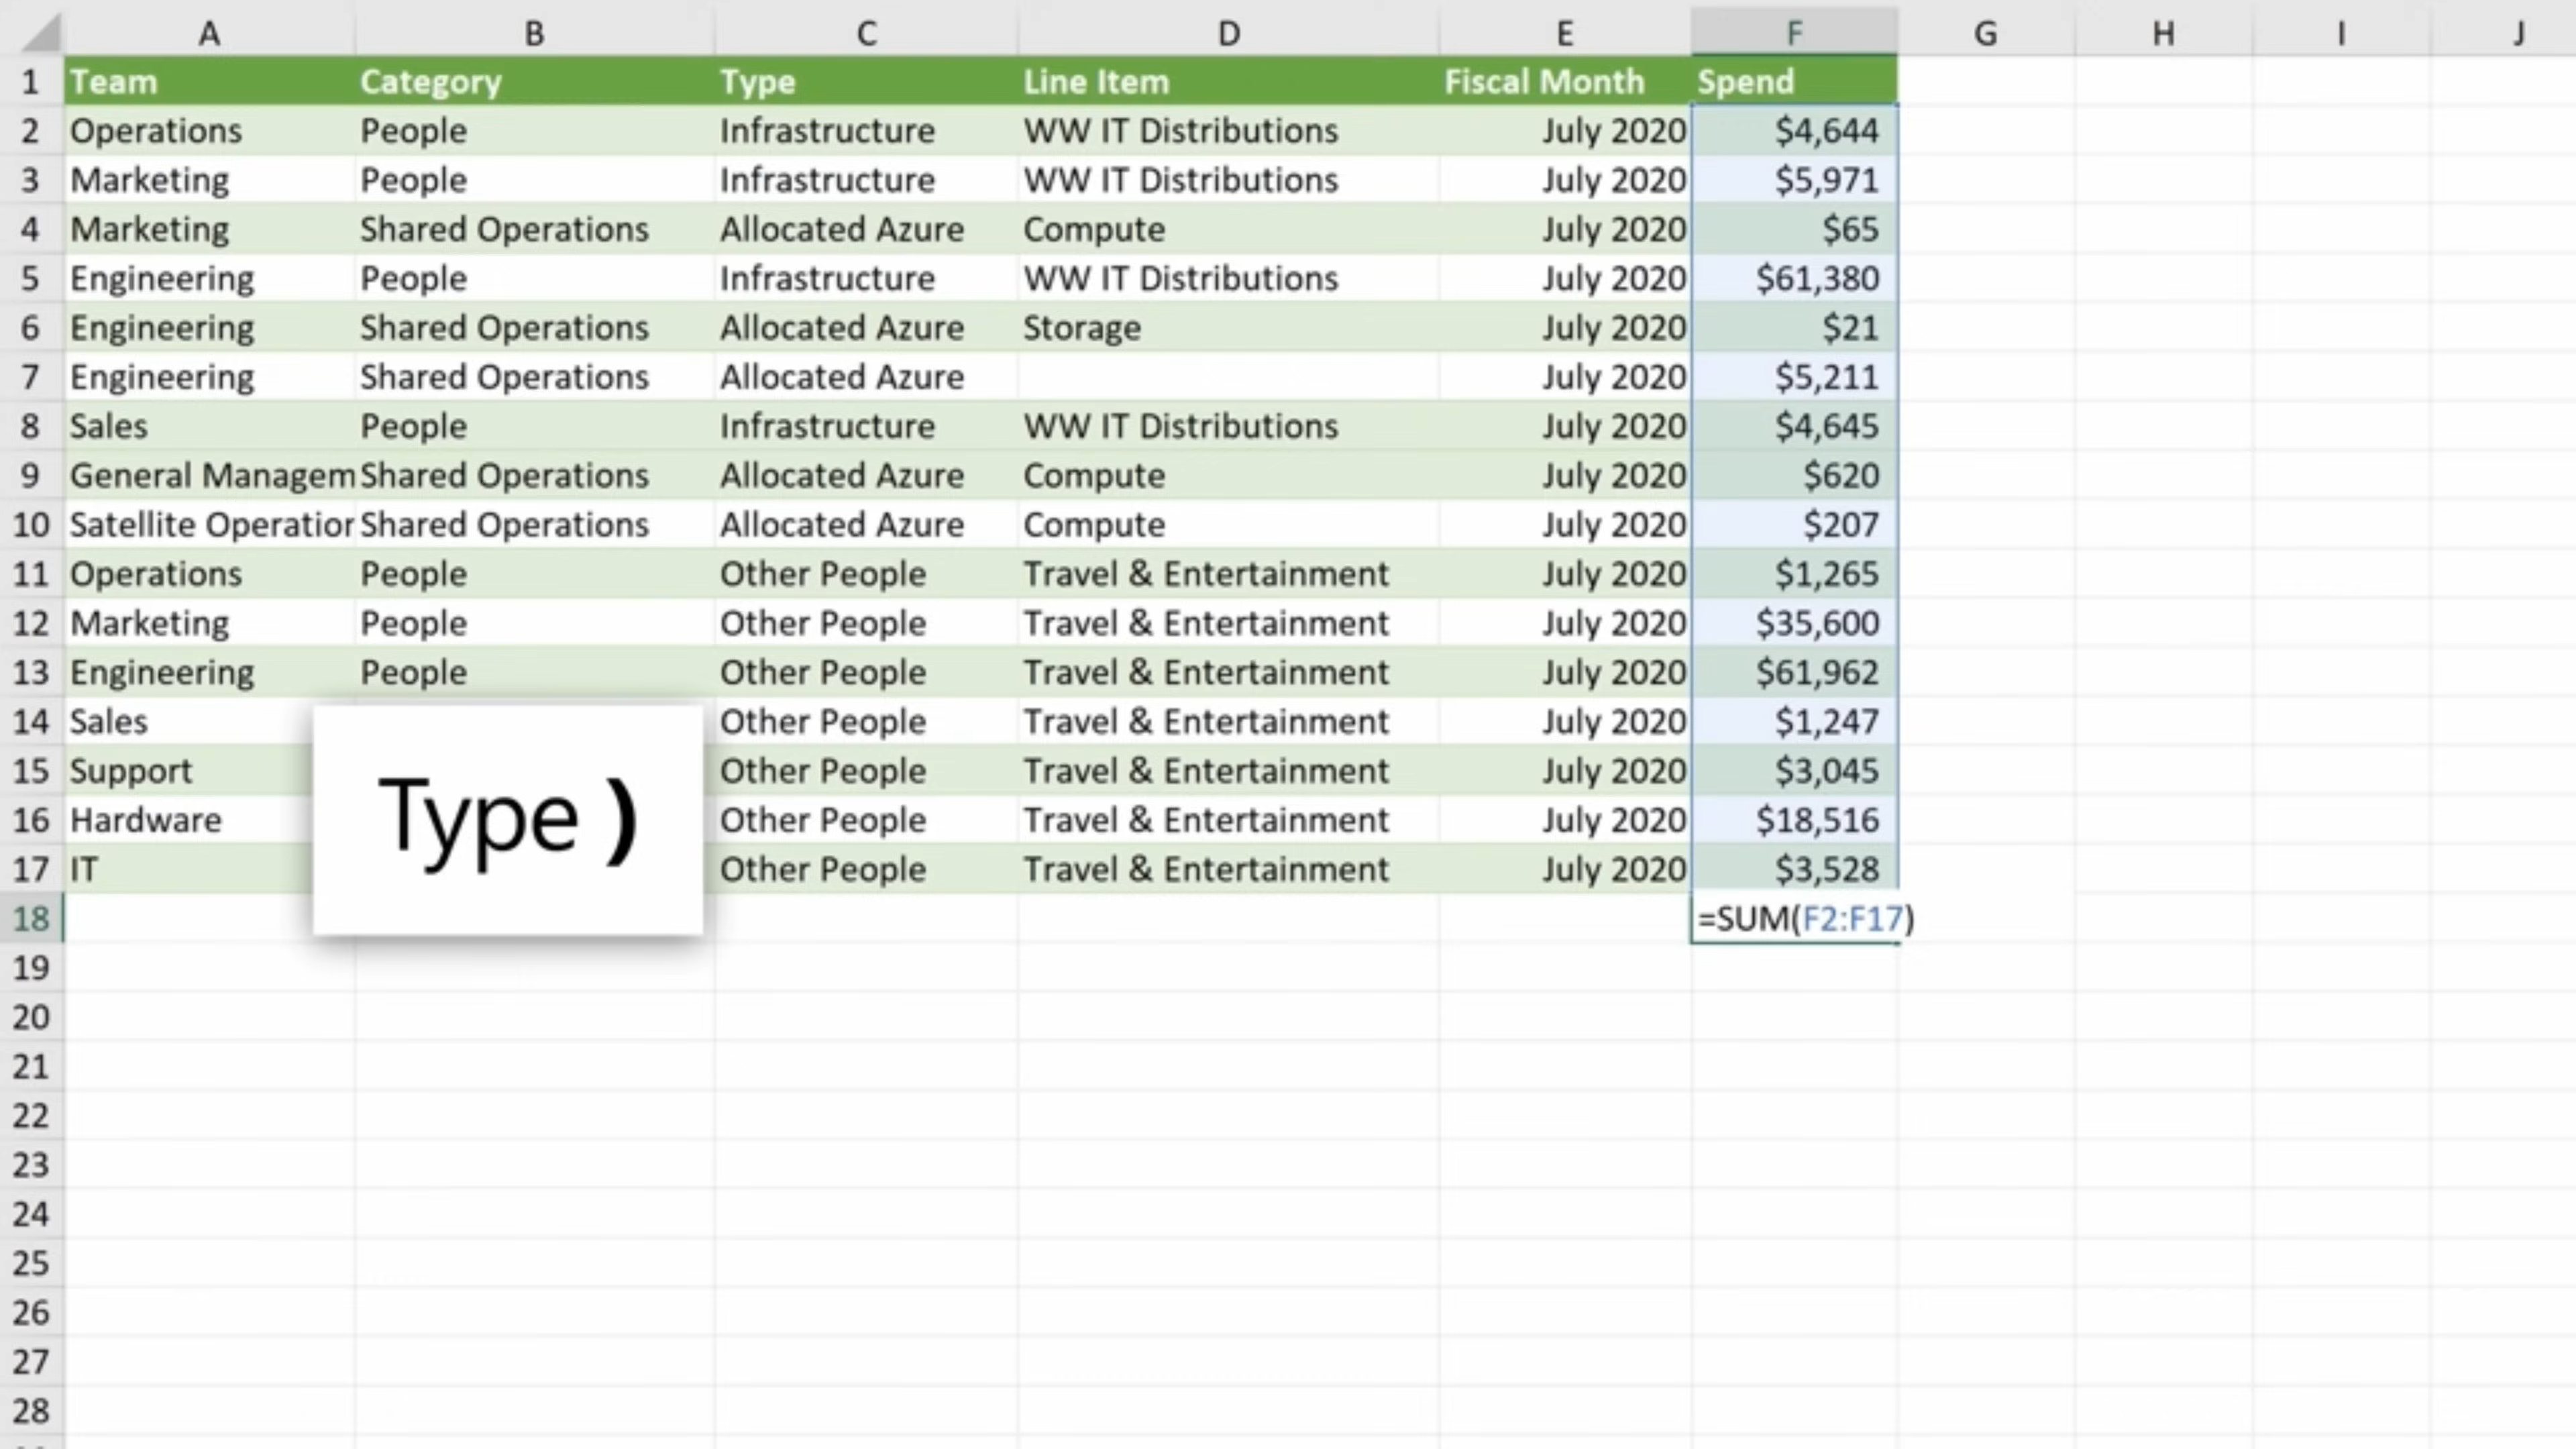 A B C D E F G H I J
1 Team Category Type Line Item Fiscal Month Spend
2 Operations People Infrastructure WW IT Distributions July 2020 $4,644
3 Marketing People Infrastructure WW IT Distributions July 2020 $5,971
4 Marketing Shared Operations Allocated Azure Compute July 2020 $65
5 Engineering People Infrastructure WW IT Distributions July 2020 $61,380
6 Engineering Shared Operations Allocated Azure Storage July 2020 $21
7 Engineering Shared Operations Allocated Azure July 2020 $5,211
8 Sales People Infrastructure WW IT Distributions July 2020 $4,645
9 General Managem Shared Operations Allocated Azure Compute July 2020 $620
10 Satellite Operation Shared Operations Allocated Azure Compute July 2020 $207
11 Operations People Other People Travel & Entertainment July 2020 $1,265
12 Marketing People Other People Travel & Entertainment July 2020 $35,600
13 Engineering People Other People Travel & Entertainment July 2020 $61,962
14 Sales Other People Travel & Entertainment July 2020 $1,247
15 Support Other People Travel & Entertainment July 2020 $3,045
Type )
16 Hardware Other People Travel & Entertainment July 2020 $18,516
17 IT Other People Travel & Entertainment July 2020 $3,528
18 =SUM(F2:F17)
19
20
21
22
23
24
25
26
27
28